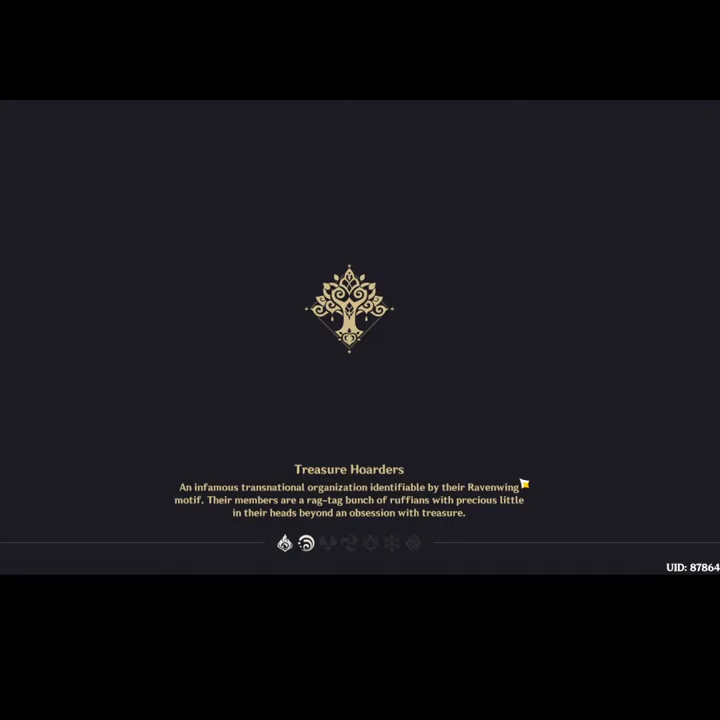 Treasure Hoarders
An infamous transnational organization identifiable by their Ravenwing
motif. Their members are a rag-tag bunch of ruffians with precious little
in their heads beyond an obsession with treasure.
UID: 87864